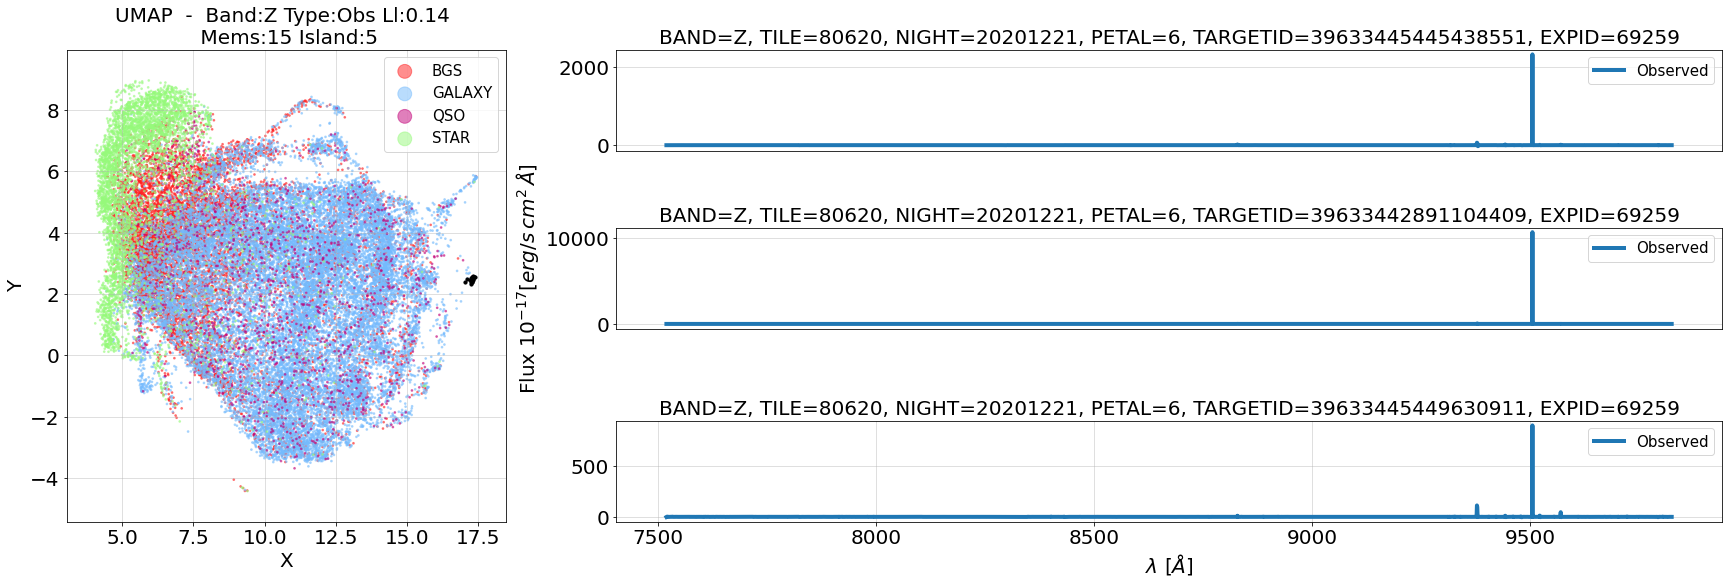 UMAP - Band:Z Type:Obs Ll:0.14
Mems:15 Island:5
BGS
GALAXY
QSO
STAR
8
6
4
2
0
−2
−4
Y
5.0 7.5 10.0 12.5 15.0 17.5
X
Flux 10⁻¹⁷[erg/s cm² Å]
BAND=Z, TILE=80620, NIGHT=20201221, PETAL=6, TARGETID=39633445445438551, EXPID=69259
2000
0
Observed
BAND=Z, TILE=80620, NIGHT=20201221, PETAL=6, TARGETID=39633442891104409, EXPID=69259
10000
0
Observed
BAND=Z, TILE=80620, NIGHT=20201221, PETAL=6, TARGETID=39633445449630911, EXPID=69259
500
0
Observed
7500 8000 8500 9000 9500
λ [Å]